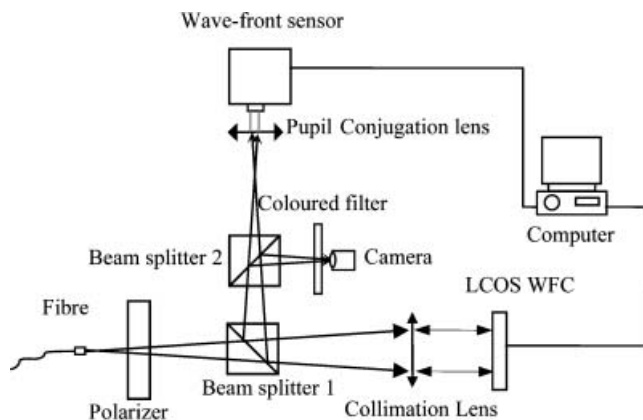 Wave-front sensor
Pupil Conjugation lens
Coloured filter
Computer
Beam splitter 2
Camera
LCOS WFC
Fibre
Beam splitter 1
Polarizer
Collimation Lens